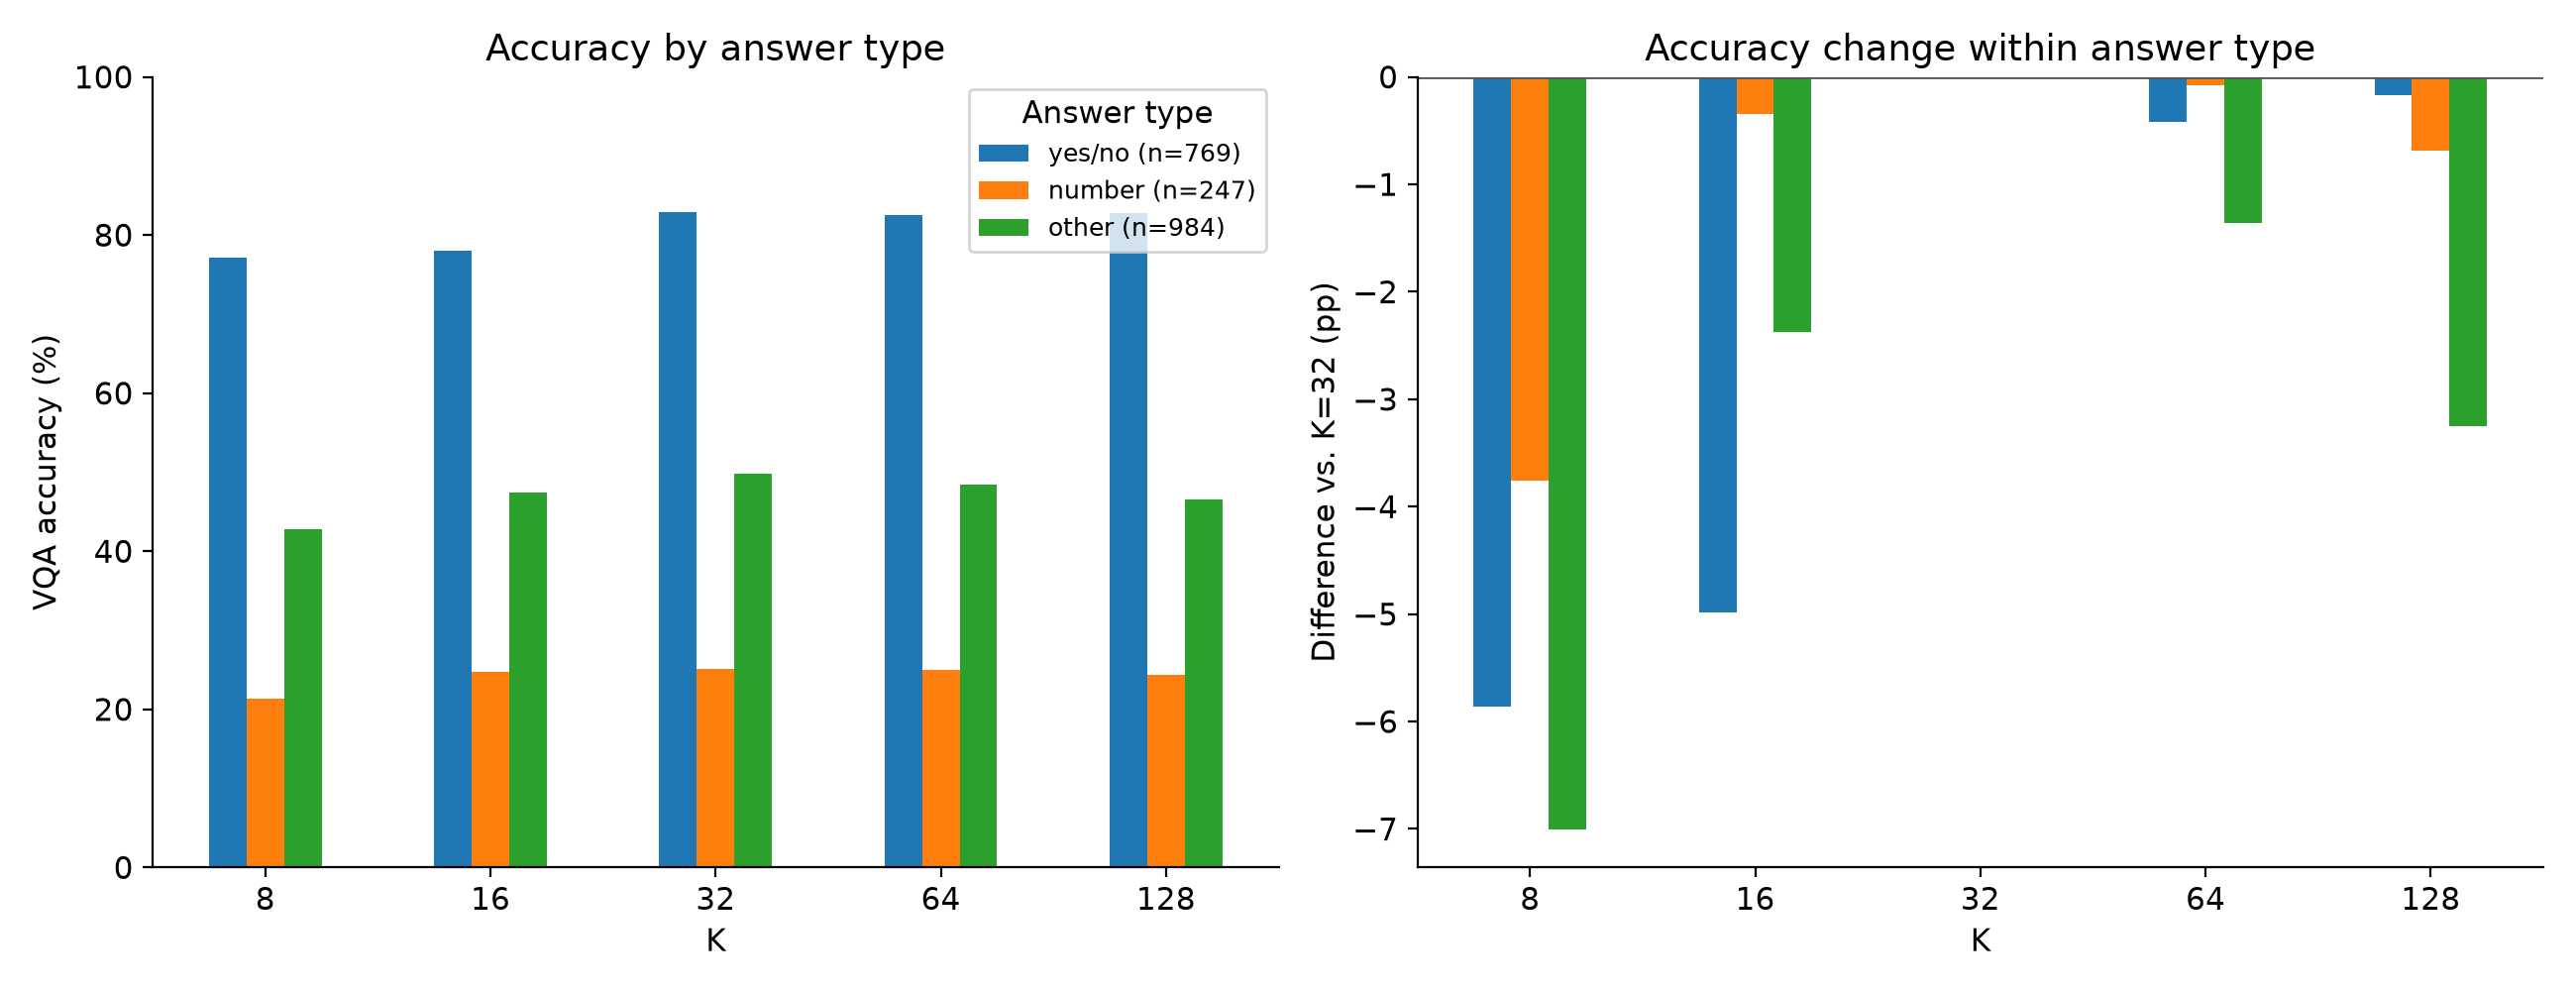 Accuracy by answer type
100
80
60
40
20
0
VQA accuracy (%)
Answer type
yes/no (n=769)
number (n=247)
other (n=984)
8
16
32
64
128
K
Accuracy change within answer type
0
−1
−2
−3
−4
−5
−6
−7
Difference vs. K=32 (pp)
8
16
32
64
128
K